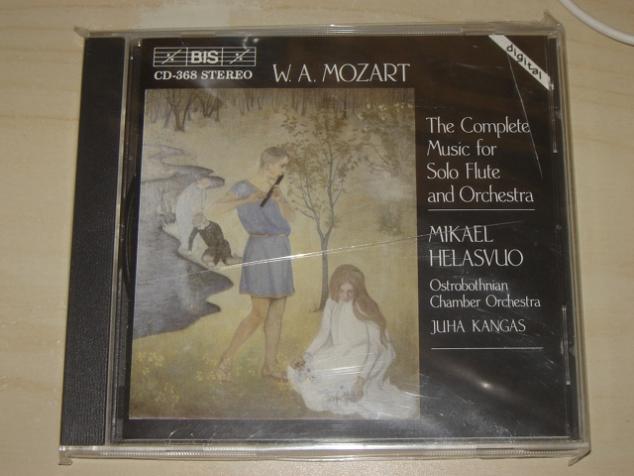 BIS
CD-368 STEREO
W. A. MOZART
digital
The Complete
Music for
Solo Flute
and Orchestra
MIKAEL
HELASVUO
Ostrobothnian
Chamber Orchestra
JUHA KANGAS